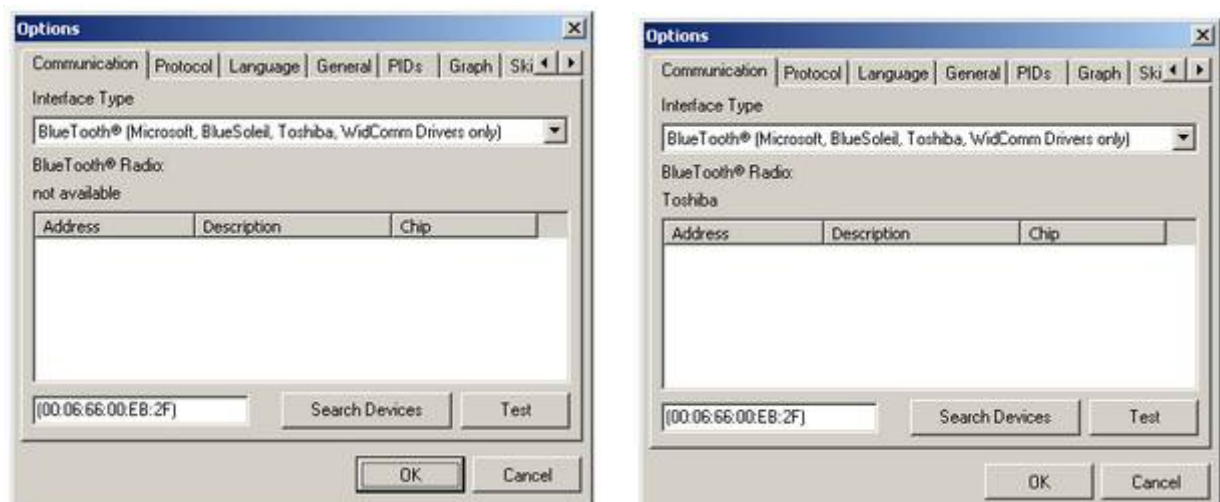 Options
Communication Protocol Language General PIDs Graph Ski
Interface Type
BlueTooth® (Microsoft, BlueSoleil, Toshiba, WidComm Drivers only)
BlueTooth® Radio:
not available
Address Description Chip
(00:06:66:00:EB:2F) Search Devices Test
OK Cancel
Options
Communication Protocol Language General PIDs Graph Ski
Interface Type
BlueTooth® (Microsoft, BlueSoleil, Toshiba, WidComm Drivers only)
BlueTooth® Radio:
Toshiba
Address Description Chip
(00:06:66:00:EB:2F) Search Devices Test
OK Cancel